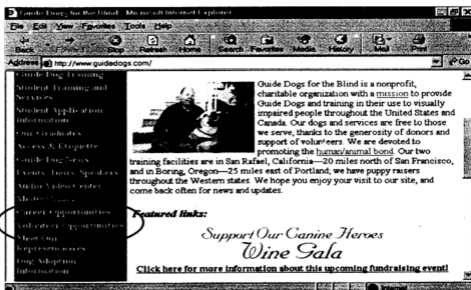 Guide Dogs for the Blind - Microsoft Internet Explorer
File Edit View Favorites Tools Help
Back Stop Refresh Home Search Favorites Media History Mail Print
Address http://www.guidedogs.com/ Go
Guide Dog Training
Student Training and
Services
Student Application
Information
Our Graduates
Access & Etiquette
Guide Dog News
Events, Tours, Speakers
Audio/Video Center
Career Opportunities
Volunteer Opportunities
Meet Our
Representatives
Dog Adoption
Information
Guide Dogs for the Blind is a nonprofit,
charitable organization with a mission to provide
Guide Dogs and training in their use to visually
impaired people throughout the United States and
Canada. Our dogs and services are free to those
we serve, thanks to the generosity of donors and
support of volunteers. We are devoted to
promoting the human/animal bond. Our two
training facilities are in San Rafael, California—20 miles north of San Francisco,
and in Boring, Oregon—25 miles east of Portland; we have puppy raisers
throughout the Western states. We hope you enjoy your visit to our site, and
come back often for news and updates.
Featured links:
Support Our Canine Heroes
Wine Gala
Click here for more information about this upcoming fundraising event!
Internet